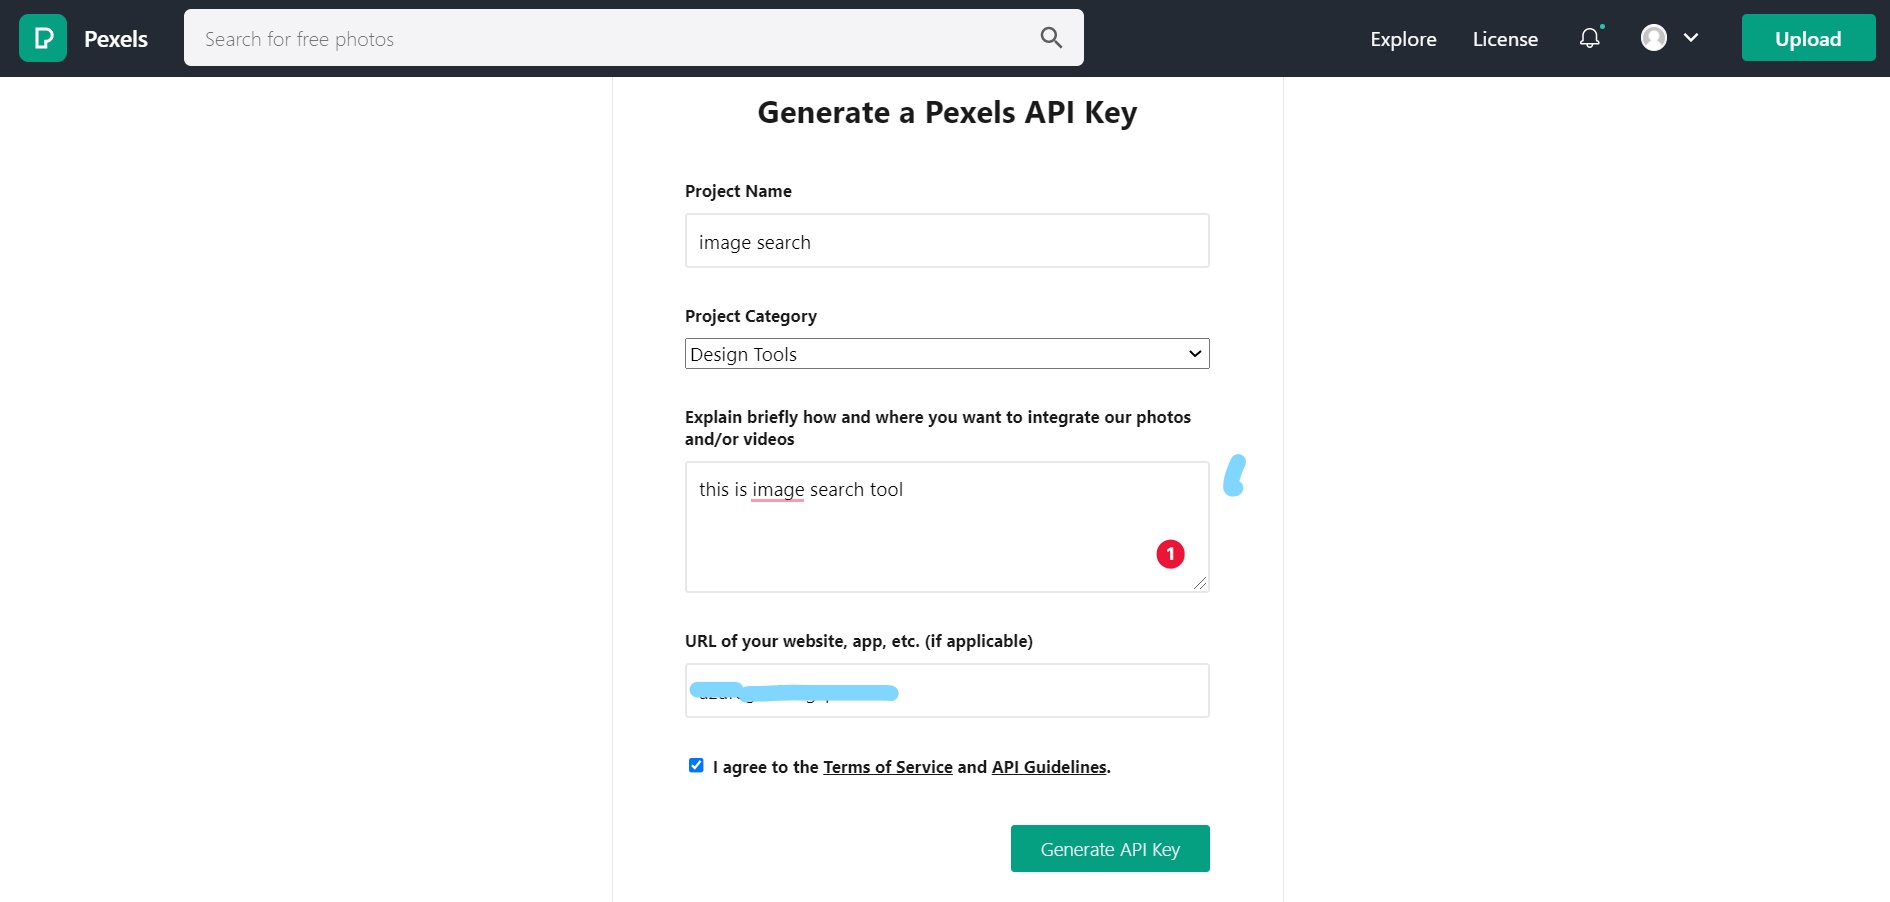 Pexels
Search for free photos
Explore
License
Upload
Generate a Pexels API Key
Project Name
image search
Project Category
Design Tools
Explain briefly how and where you want to integrate our photos
and/or videos
this is image search tool
1
URL of your website, app, etc. (if applicable)
I agree to the Terms of Service and API Guidelines.
Generate API Key